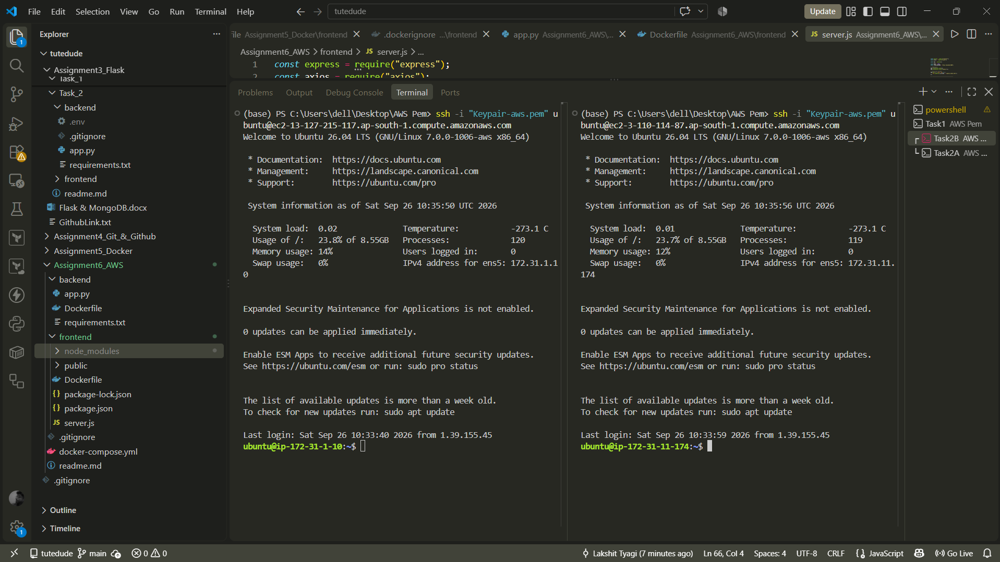 File Edit Selection View Go Run Terminal Help
tutedude
Update
Explorer
tutedude
Assignment3_Flask
Task_1
Task_2
backend
.env
.gitignore
app.py
requirements.txt
frontend
readme.md
Flask & MongoDB.docx
GithubLink.txt
Assignment4_Git_&_Github
Assignment5_Docker
Assignment6_AWS
backend
app.py
Dockerfile
requirements.txt
frontend
node_modules
public
Dockerfile
package-lock.json
package.json
server.js
.gitignore
docker-compose.yml
readme.md
.gitignore
Outline
Timeline
ile Assignment5_Docker\frontend
.dockerignore ...\frontend
app.py Assignment6_AWS\...
Dockerfile Assignment6_AWS\frontend
JS server.js Assignment6_AWS\...
Assignment6_AWS > frontend > JS server.js > ...
1 const express = require("express");
2 const axios = require("axios");
Problems Output Debug Console Terminal Ports
(base) PS C:\Users\dell\Desktop\AWS Pem> ssh -i "Keypair-aws.pem" u
buntu@ec2-13-127-215-117.ap-south-1.compute.amazonaws.com
Welcome to Ubuntu 26.04 LTS (GNU/Linux 7.0.0-1006-aws x86_64)
* Documentation: https://docs.ubuntu.com
* Management: https://landscape.canonical.com
* Support: https://ubuntu.com/pro
System information as of Sat Sep 26 10:35:50 UTC 2026
System load: 0.02 Temperature: -273.1 C
Usage of /: 23.8% of 8.55GB Processes: 120
Memory usage: 14% Users logged in: 0
Swap usage: 0% IPv4 address for ens5: 172.31.1.1
0
Expanded Security Maintenance for Applications is not enabled.
0 updates can be applied immediately.
Enable ESM Apps to receive additional future security updates.
See https://ubuntu.com/esm or run: sudo pro status
The list of available updates is more than a week old.
To check for new updates run: sudo apt update
Last login: Sat Sep 26 10:33:40 2026 from 1.39.155.45
ubuntu@ip-172-31-1-10:~$
(base) PS C:\Users\dell\Desktop\AWS Pem> ssh -i "Keypair-aws.pem" u
buntu@ec2-3-110-114-87.ap-south-1.compute.amazonaws.com
Welcome to Ubuntu 26.04 LTS (GNU/Linux 7.0.0-1006-aws x86_64)
* Documentation: https://docs.ubuntu.com
* Management: https://landscape.canonical.com
* Support: https://ubuntu.com/pro
System information as of Sat Sep 26 10:35:56 UTC 2026
System load: 0.01 Temperature: -273.1 C
Usage of /: 23.7% of 8.55GB Processes: 119
Memory usage: 12% Users logged in: 0
Swap usage: 0% IPv4 address for ens5: 172.31.11.
174
Expanded Security Maintenance for Applications is not enabled.
0 updates can be applied immediately.
Enable ESM Apps to receive additional future security updates.
See https://ubuntu.com/esm or run: sudo pro status
The list of available updates is more than a week old.
To check for new updates run: sudo apt update
Last login: Sat Sep 26 10:33:59 2026 from 1.39.155.45
ubuntu@ip-172-31-11-174:~$
powershell
Task1 AWS Pem
Task2B AWS ...
Task2A AWS ...
1
1
tutedude main 0 0
Lakshit Tyagi (7 minutes ago) Ln 66, Col 4 Spaces: 4 UTF-8 CRLF JavaScript Go Live